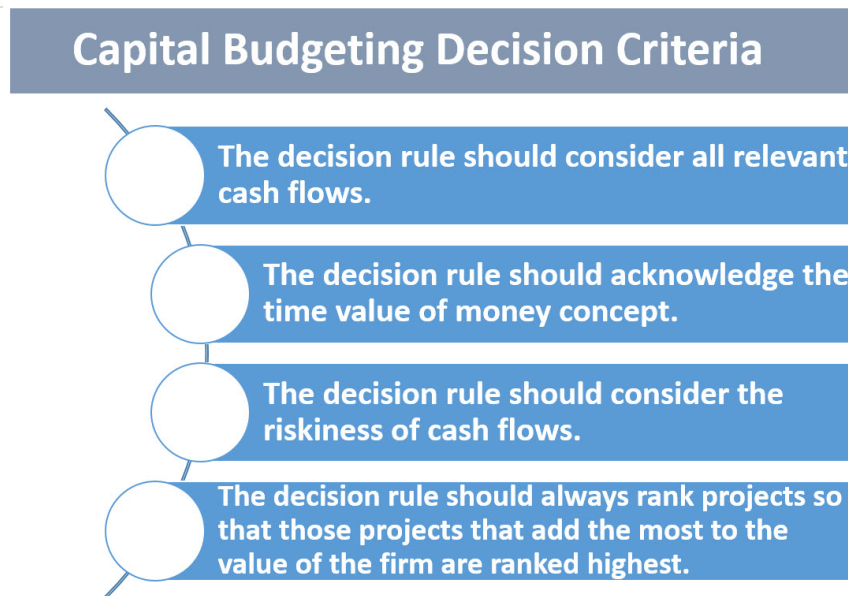 Capital Budgeting Decision Criteria
The decision rule should consider all relevant
cash flows.
The decision rule should acknowledge the
time value of money concept.
The decision rule should consider the
riskiness of cash flows.
The decision rule should always rank projects so
that those projects that add the most to the
value of the firm are ranked highest.